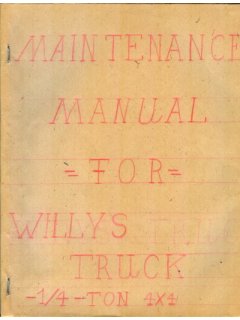 MAINTENANCE
MANUAL
=FOR=
WILLYS
TRUCK
-1/4-TON 4X4